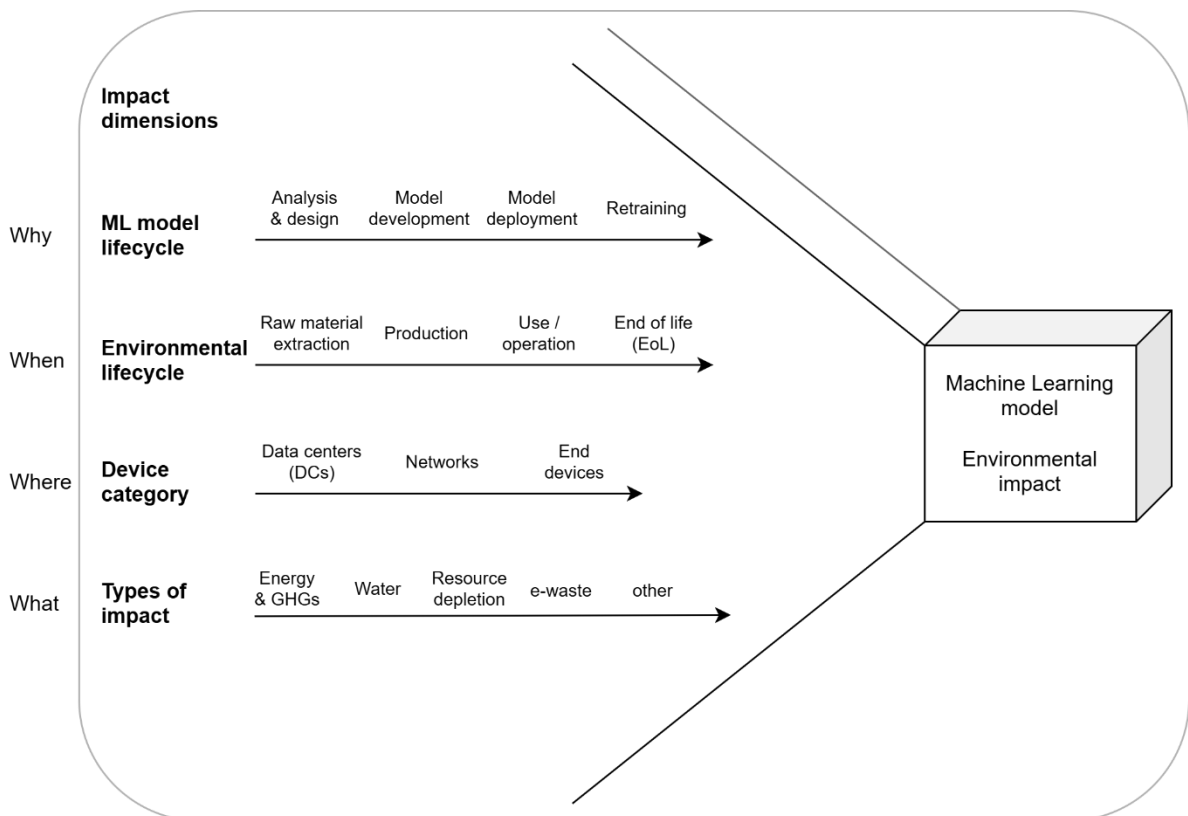 Impact
dimensions
Why
ML model
lifecycle
Analysis
& design
Model
development
Model
deployment
Retraining
When
Environmental
lifecycle
Raw material
extraction
Production
Use /
operation
End of life
(EoL)
Where
Device
category
Data centers
(DCs)
Networks
End
devices
What
Types of
impact
Energy
& GHGs
Water
Resource
depletion
e-waste
other
Machine Learning
model
Environmental
impact